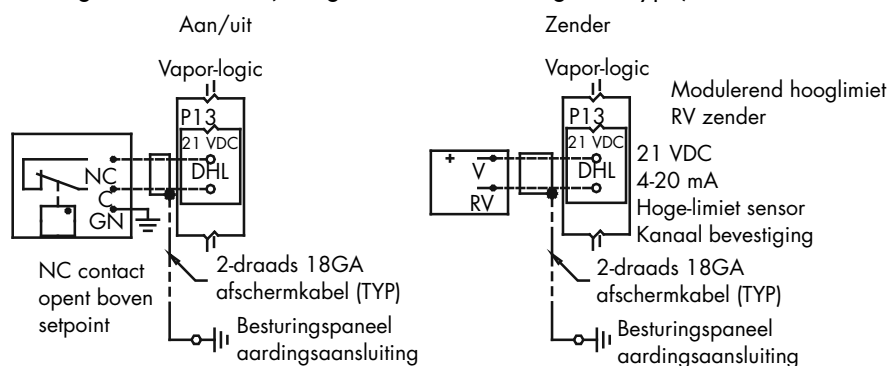 Aan/uit
Vapor-logic
P13
21 VDC
DHL
NC
C
GN
NC contact
opent boven
setpoint
2-draads 18GA
afschermkabel (TYP)
Besturingspaneel
aardingsaansluiting
Zender
Vapor-logic
P13
21 VDC
DHL
+
V
RV
Modulerend hooglimiet
RV zender
21 VDC
4-20 mA
Hoge-limiet sensor
Kanaal bevestiging
2-draads 18GA
afschermkabel (TYP)
Besturingspaneel
aardingsaansluiting